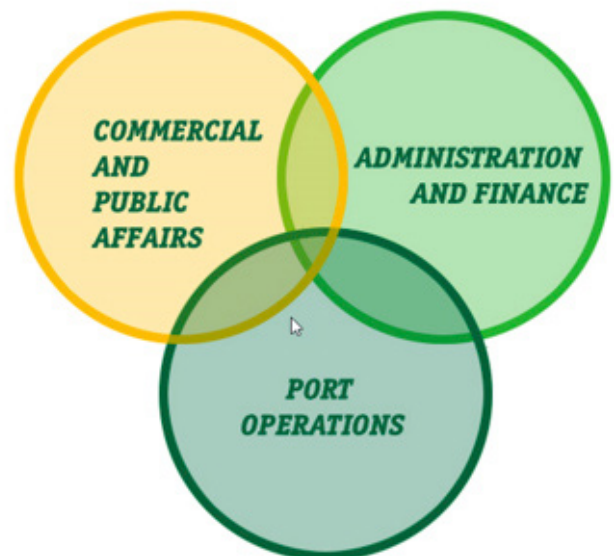 COMMERCIAL
AND
PUBLIC
AFFAIRS
ADMINISTRATION
AND FINANCE
PORT
OPERATIONS